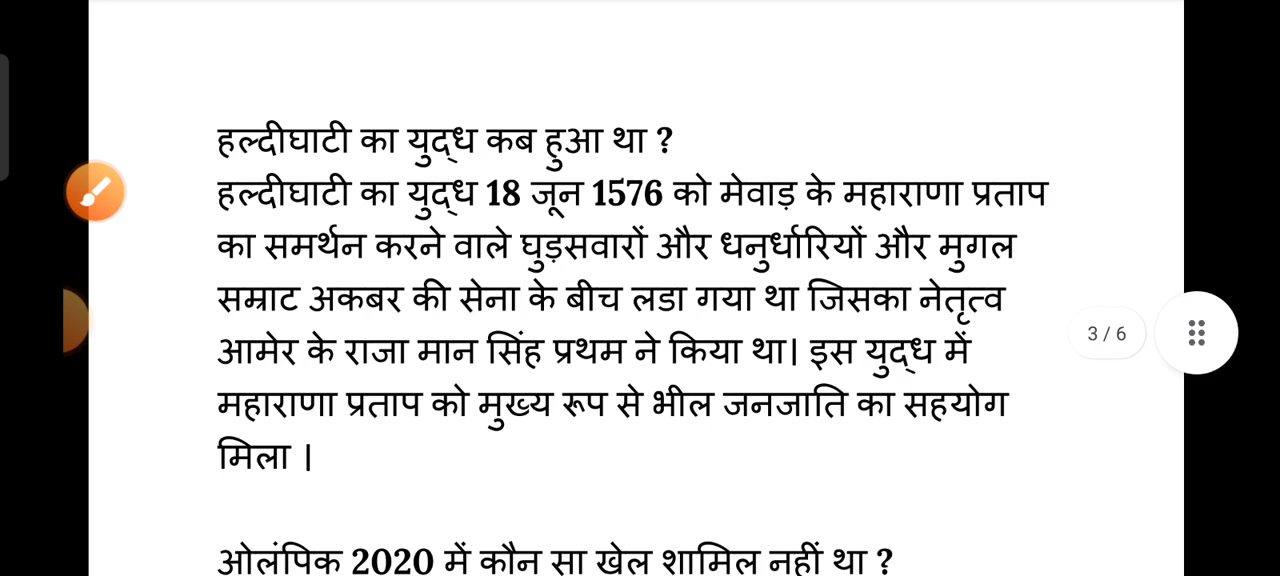 हल्दीघाटी का युद्ध कब हुआ था ?
हल्दीघाटी का युद्ध 18 जून 1576 को मेवाड़ के महाराणा प्रताप
का समर्थन करने वाले घुड़सवारों और धनुर्धारियों और मुगल
सम्राट अकबर की सेना के बीच लडा गया था जिसका नेतृत्व
आमेर के राजा मान सिंह प्रथम ने किया था। इस युद्ध में
महाराणा प्रताप को मुख्य रूप से भील जनजाति का सहयोग
मिला ।
3 / 6
ओलंपिक 2020 में कौन सा खेल शामिल नहीं था ?